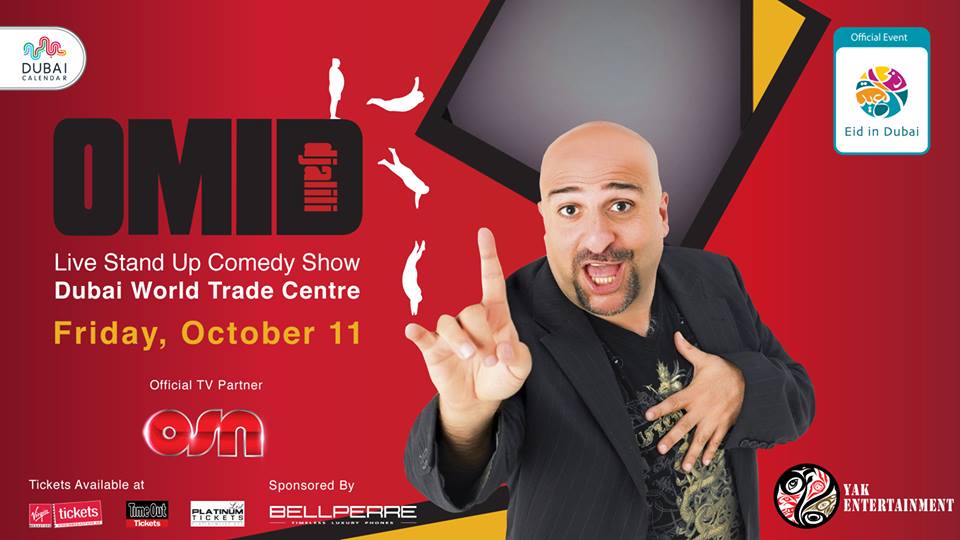 DUBAI
CALENDAR
Official Event
Eid in Dubai
OMID
djalili
Live Stand Up Comedy Show
Dubai World Trade Centre
Friday, October 11
Official TV Partner
OSN
Tickets Available at
Sponsored By
Virgin
tickets
TimeOut
Tickets
PLATINUM
TICKETS
BELLPERRE
TIMELESS LUXURY PHONES
YAK
ENTERTAINMENT